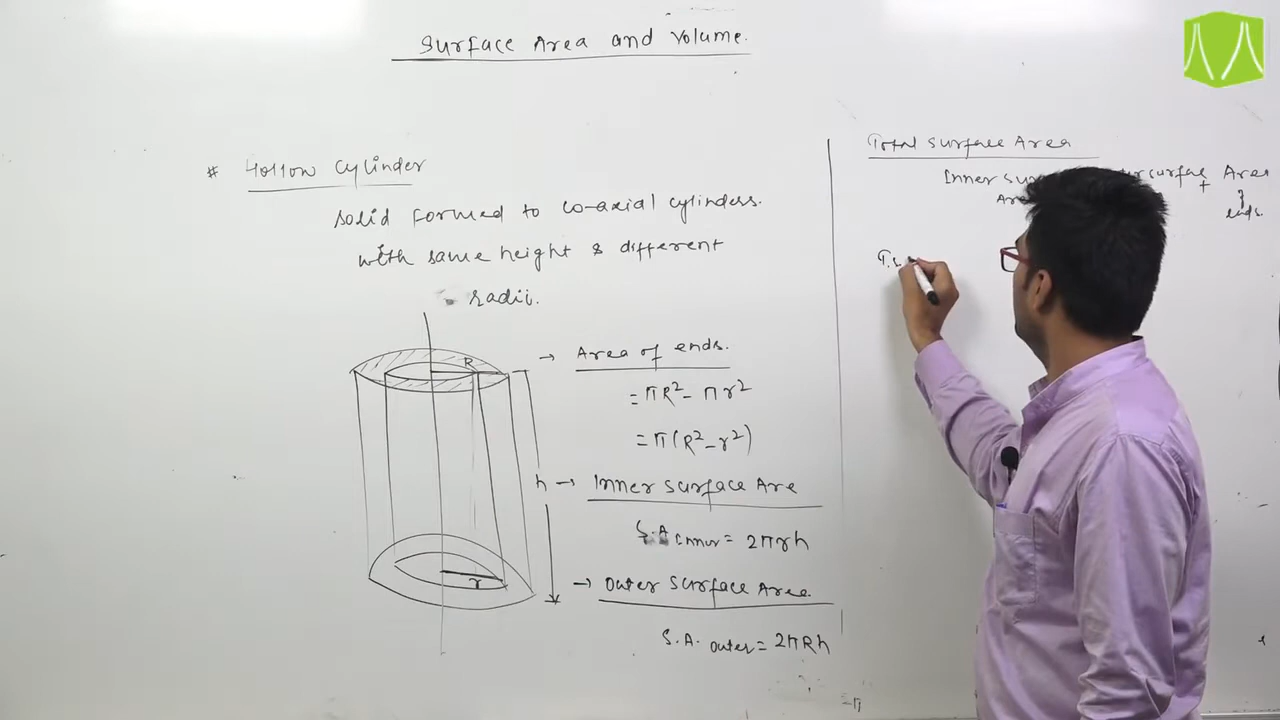 Surface Area and Volume.
# Hollow Cylinder
solid formed to co-axial cylinders.
with same height & different
radii.
R
→ Area of ends.
= πR² - πr²
= π(R² - r²)
h → Inner surface Are
S.A inner = 2πrh
→ Outer surface Area
r
S.A. outer = 2πRh
= π
Total Surface Area
Inner + Area
of
ends.
T.s